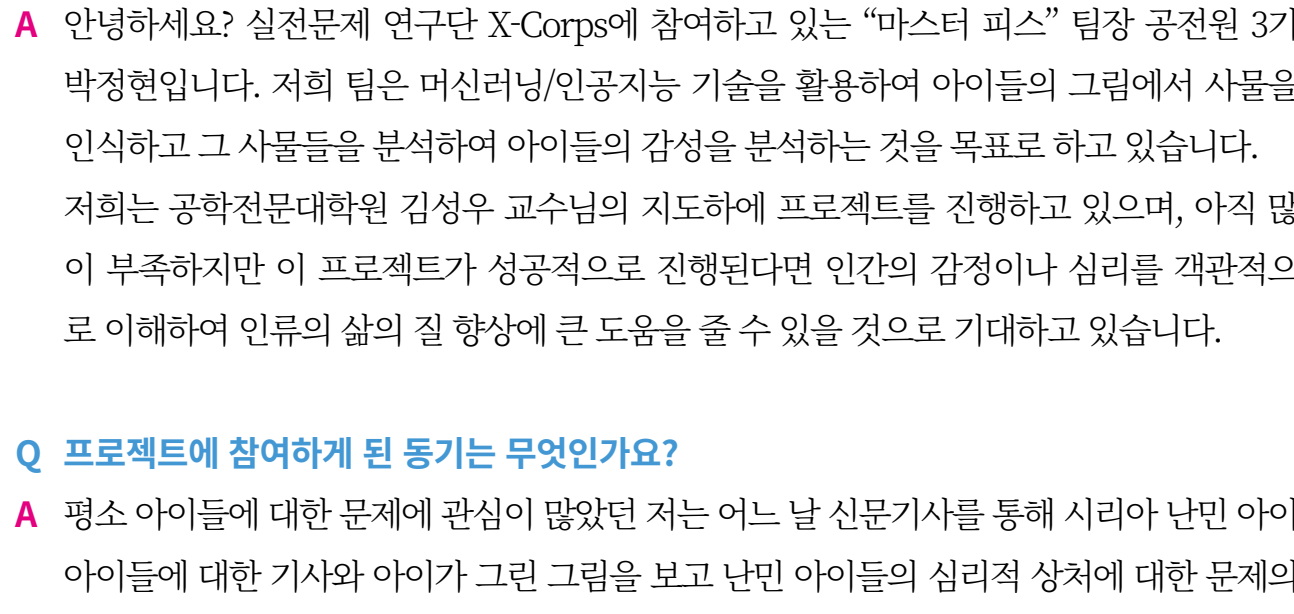 A 안녕하세요? 실전문제 연구단 X-Corps에 참여하고 있는 “마스터 피스” 팀장 공전원 3기
박정현입니다. 저희 팀은 머신러닝/인공지능 기술을 활용하여 아이들의 그림에서 사물을
인식하고 그 사물들을 분석하여 아이들의 감성을 분석하는 것을 목표로 하고 있습니다.
저희는 공학전문대학원 김성우 교수님의 지도하에 프로젝트를 진행하고 있으며, 아직 많
이 부족하지만 이 프로젝트가 성공적으로 진행된다면 인간의 감정이나 심리를 객관적으
로 이해하여 인류의 삶의 질 향상에 큰 도움을 줄 수 있을 것으로 기대하고 있습니다.
Q 프로젝트에 참여하게 된 동기는 무엇인가요?
A 평소 아이들에 대한 문제에 관심이 많았던 저는 어느 날 신문기사를 통해 시리아 난민 아이
아이들에 대한 기사와 아이가 그린 그림을 보고 난민 아이들의 심리적 상처에 대한 문제의